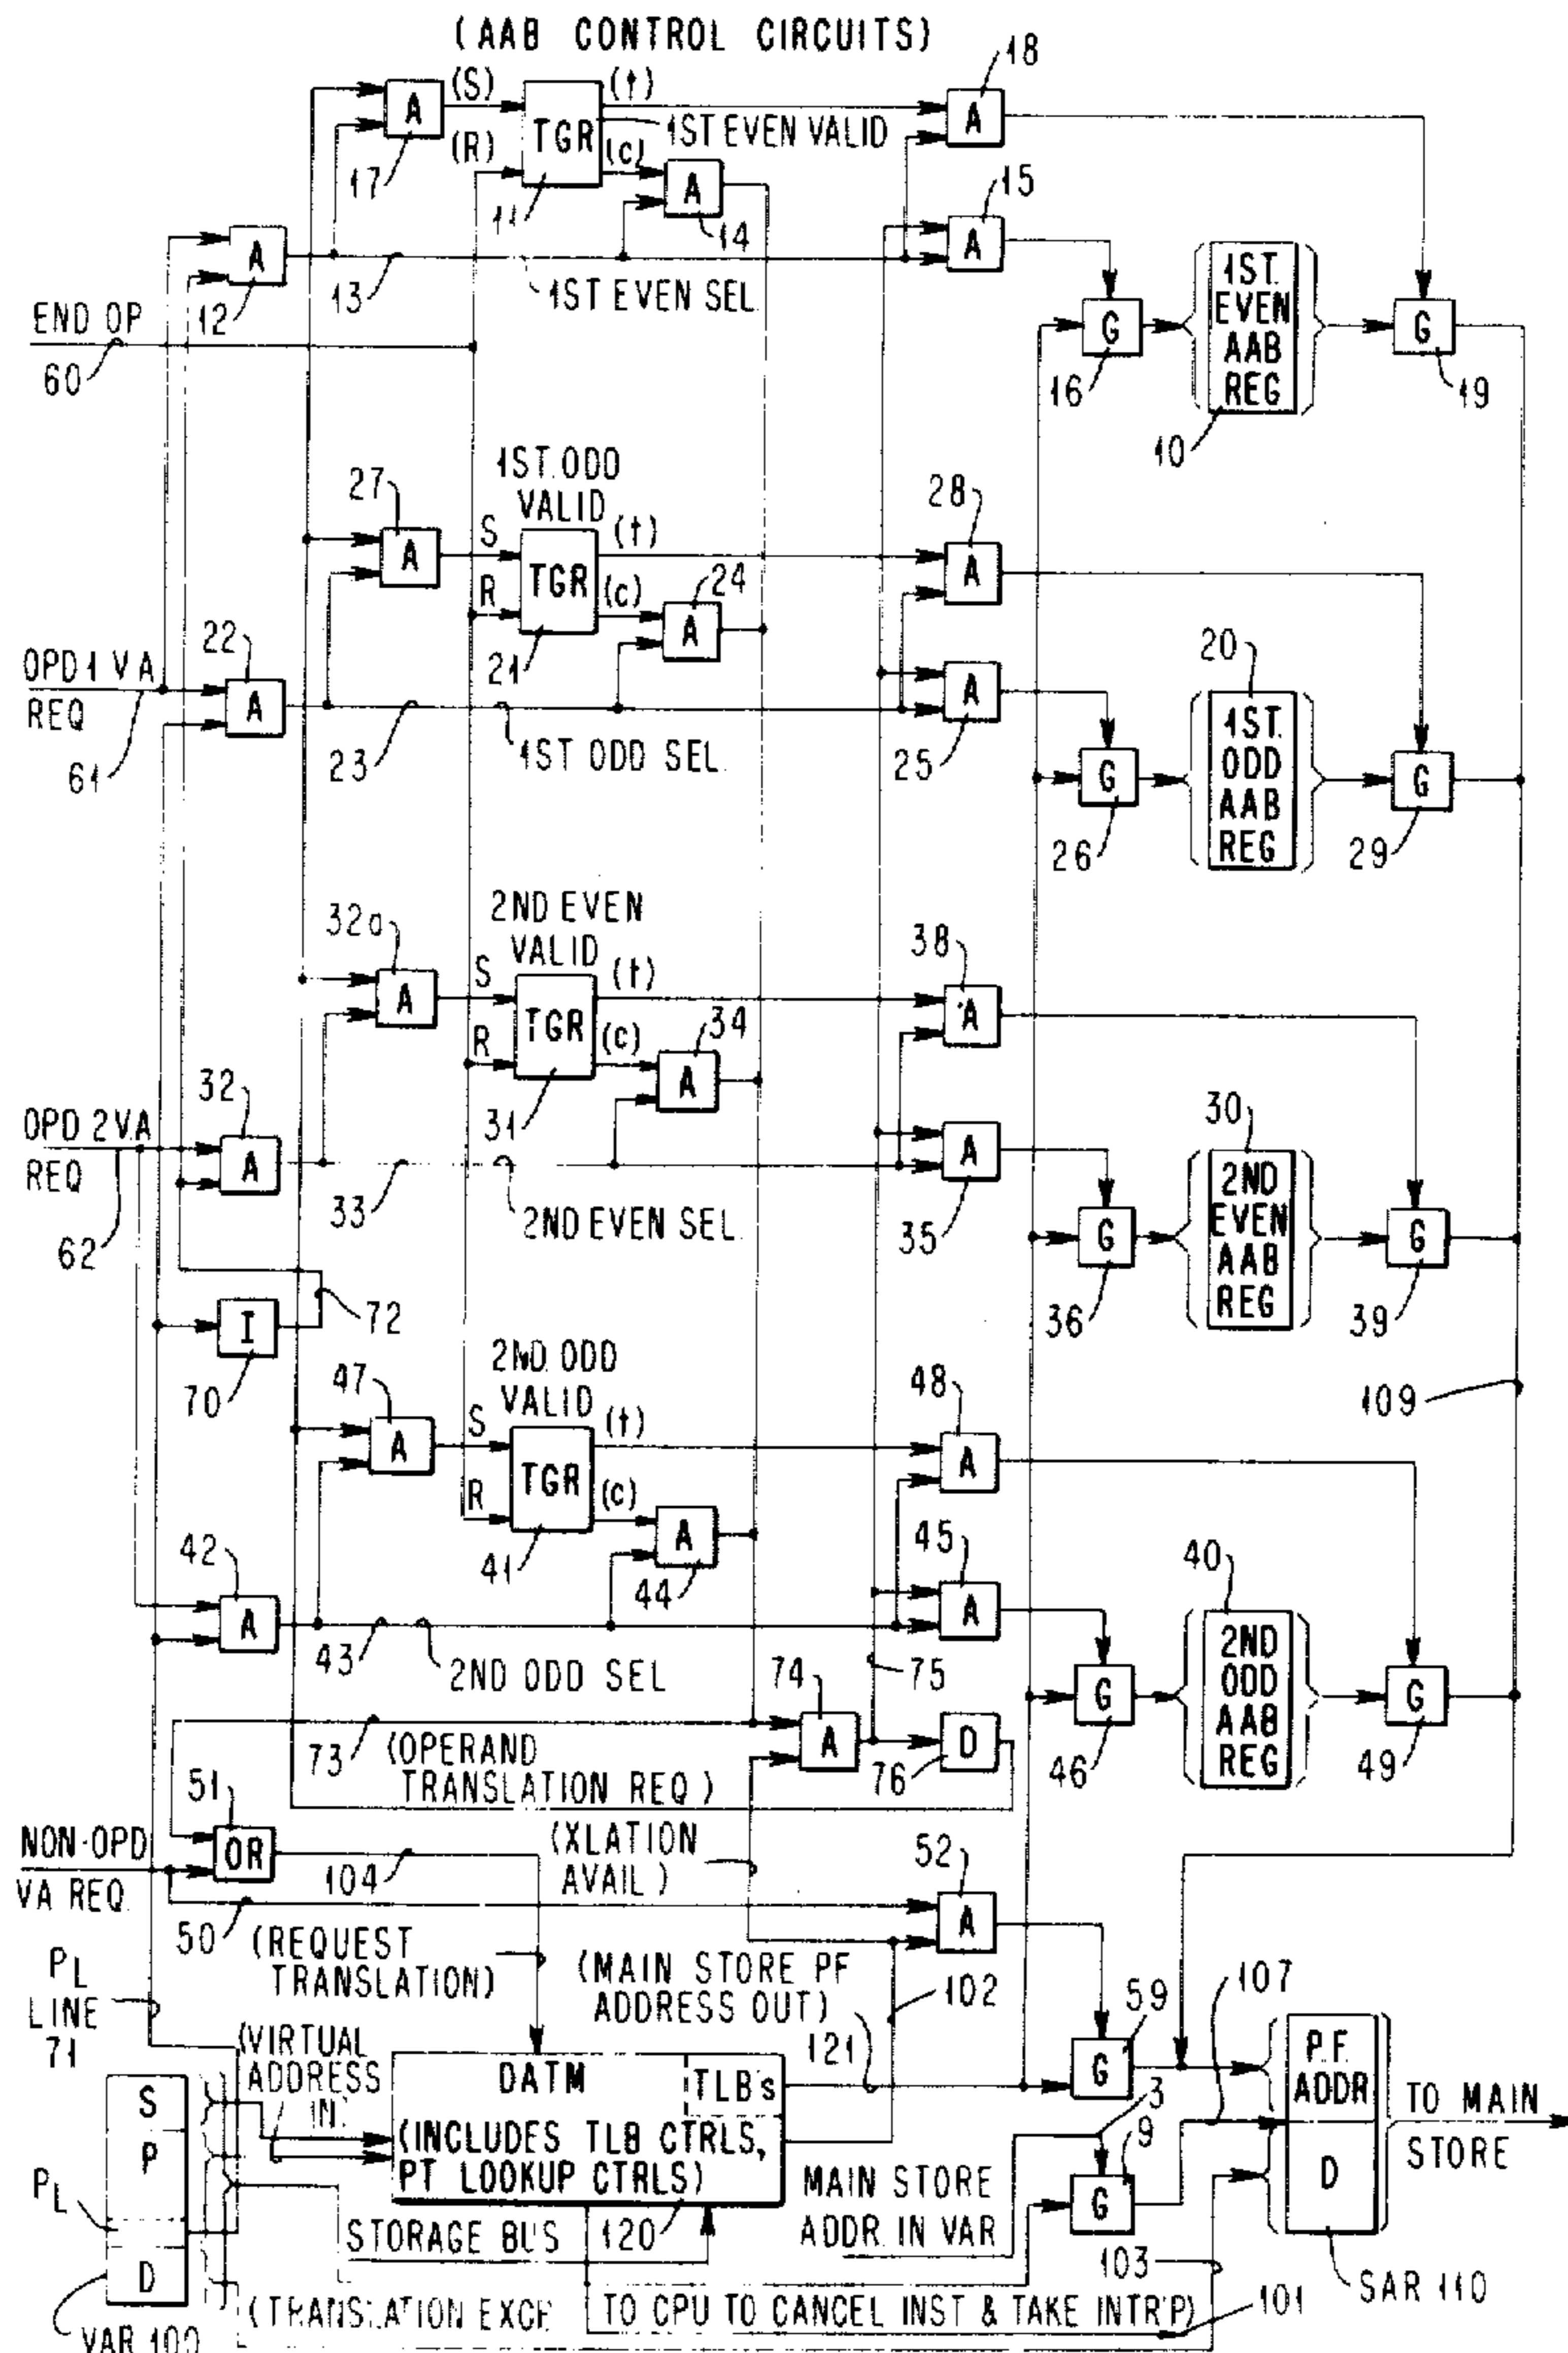 (AAB CONTROL CIRCUITS)
18
A
(S)
(t)
A
TGR
1ST EVEN VALID
(R)
(c)
17
11
A
14
15
A
A
12
13
1ST EVEN SEL
END OP
60
G
16
1ST
EVEN
AAB
REG
10
G
19
1ST ODD
VALID
27
A
S
(t)
TGR
R
(c)
21
24
A
28
A
22
OPD 1 VA
REQ
61
A
23
1ST ODD SEL
A
25
20
G
26
1ST
ODD
AAB
REG
G
29
2ND EVEN
VALID
32a
A
S
(t)
TGR
R
(c)
31
34
A
38
A
32
OPD 2 VA
REQ
62
A
33
2ND EVEN SEL
A
35
30
G
36
2ND
EVEN
AAB
REG
G
39
I
70
72
2ND ODD
VALID
47
A
S
(t)
TGR
R
(c)
41
A
44
48
A
109
42
A
43
2ND ODD SEL
45
A
40
G
46
2ND
ODD
AAB
REG
G
49
74
A
75
D
76
73
(OPERAND
TRANSLATION REQ)
51
OR
NON-OPD
VA REQ
50
104
(XLATION
AVAIL)
52
A
(REQUEST
TRANSLATION)
(MAIN STORE PF
ADDRESS OUT)
102
121
PL
LINE
71
(VIRTUAL
ADDRESS
IN)
DATM
TLB's
(INCLUDES TLB CTRLS,
PT LOOKUP CTRLS)
120
59
G
107
3
9
G
P.F.
ADDR
D
TO MAIN
STORE
SAR 110
S
P
PL
D
VAR 100
STORAGE BUS
MAIN STORE
ADDR. IN VAR
103
(TRANSLATION EXCP
TO CPU TO CANCEL INST & TAKE INTR'P)
101